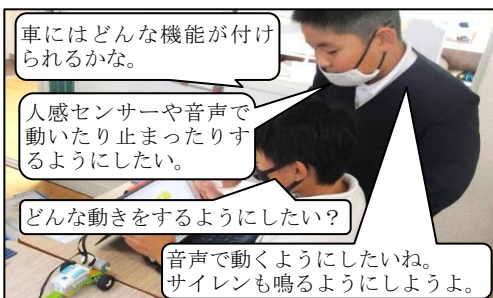 車にはどんな機能が付け
られるかな。
人感センサーや音声で
動いたり止まったりす
るようにしたい。
どんな動きをするようにしたい？
音声で動くようにしたいね。
サイレンも鳴るようにしようよ。